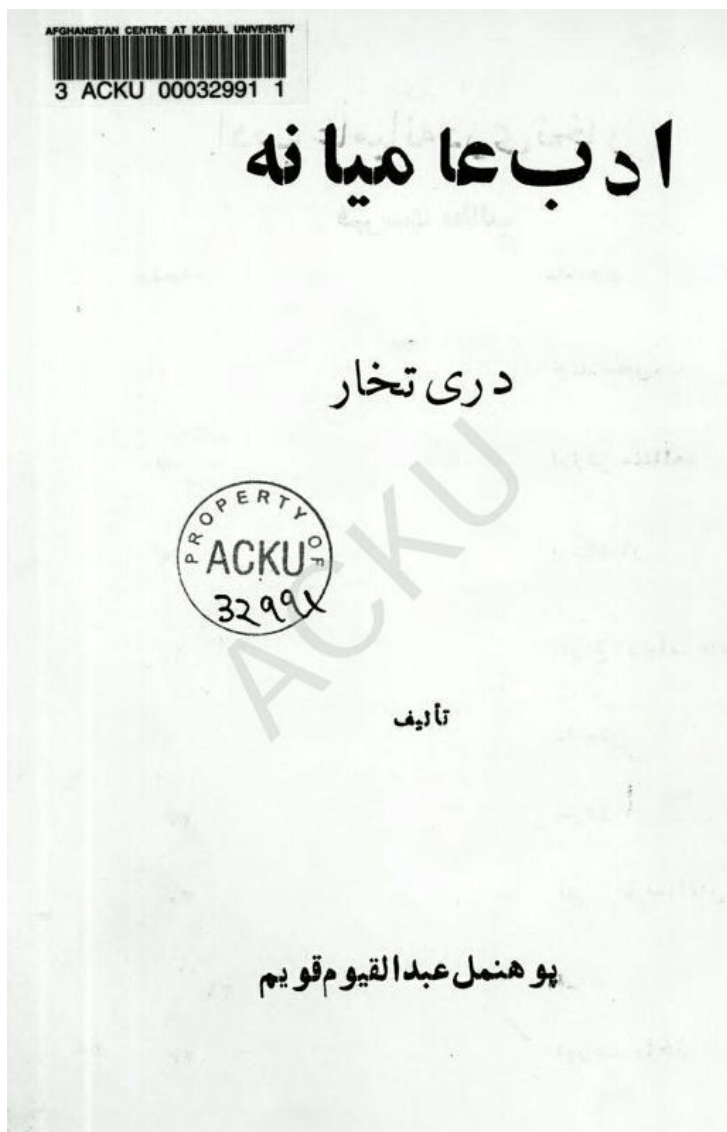 AFGHANISTAN CENTRE AT KABUL UNIVERSITY
3 ACKU 00032991 1
ادب عامیانه
دری تخار
PROPERTY OF
ACKU
ACKU
تألیف
پوهنمل عبدالقیوم قویم